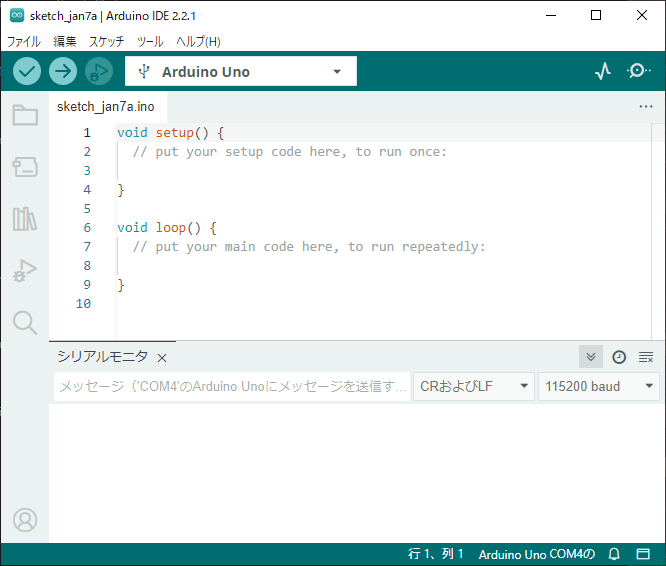 sketch_jan7a | Arduino IDE 2.2.1
ファイル 編集 スケッチ ツール ヘルプ(H)
Arduino Uno
sketch_jan7a.ino
1 void setup() {
2 // put your setup code here, to run once:
3
4 }
5
6 void loop() {
7 // put your main code here, to run repeatedly:
8
9 }
10
シリアルモニタ
メッセージ（'COM4'のArduino Unoにメッセージを送信す... CRおよびLF 115200 baud
行 1、列 1 Arduino Uno COM4の